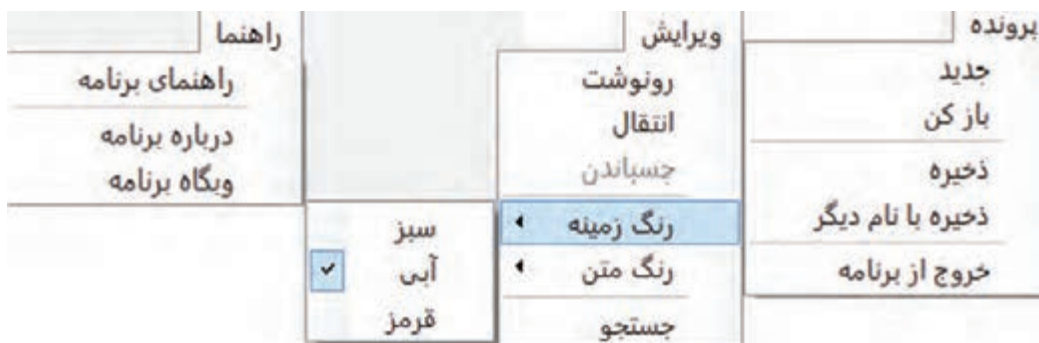 پرونده
جدید
باز کن
ذخیره
ذخیره با نام دیگر
خروج از برنامه
ویرایش
رونوشت
انتقال
چسباندن
رنگ زمینه
رنگ متن
جستجو
سبز
آبی
قرمز
راهنما
راهنمای برنامه
درباره برنامه
وبگاه برنامه